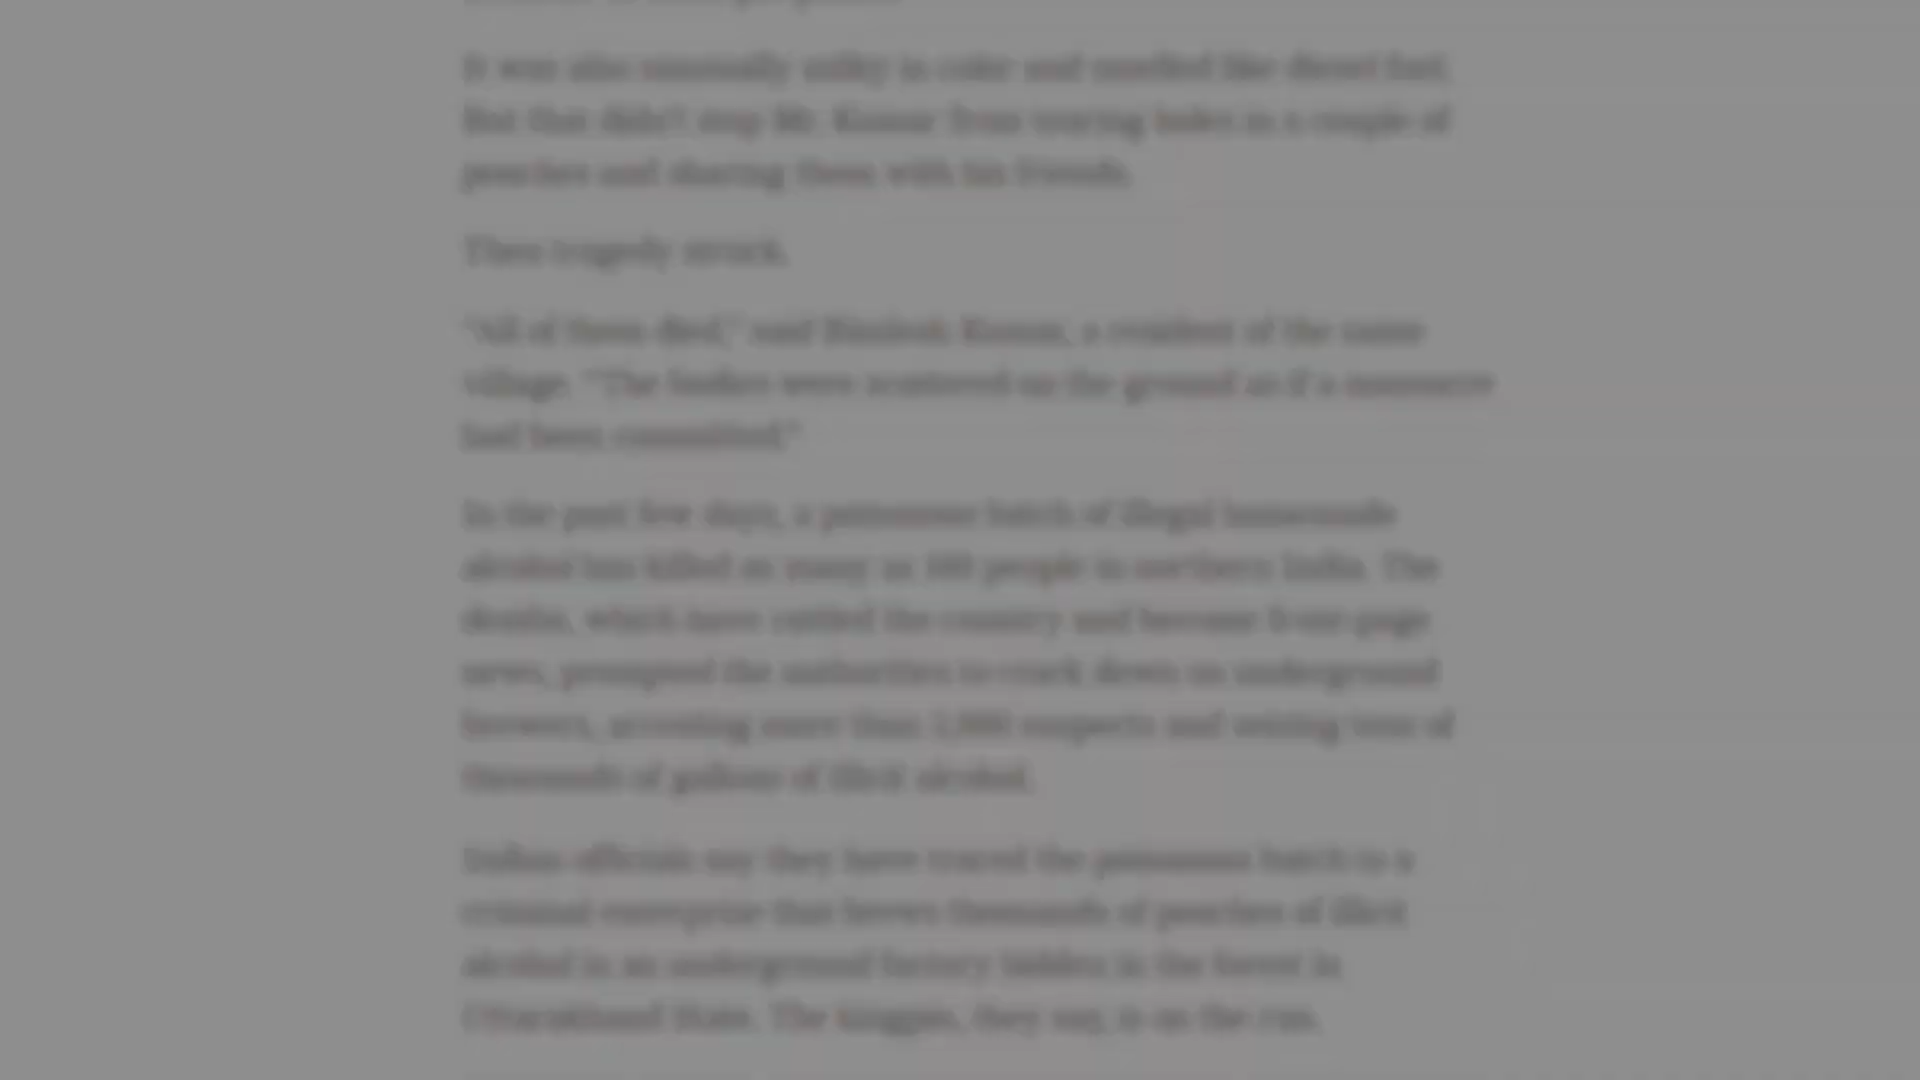 It was also unusually milky in color and smelled like diesel fuel.
But that didn't stop Mr. Kumar from tearing holes in a couple of
pouches and sharing them with his friends.
Then tragedy struck.
"All of them died," said Kumar, a resident of the same
village. "The bodies were scattered on the ground as if a massacre
had been committed."
In the past few days, a poisonous batch of illegal homemade
alcohol has killed as many as 100 people in northern India. The
deaths, which have rattled the country and become front-page
news, prompted the authorities to crack down on underground
brewers, arresting more than suspects and seizing tens of
thousands of gallons of illicit alcohol.
Indian officials say they have traced the poisonous batch to a
criminal enterprise that brews thousands of pouches of illicit
alcohol in an underground factory hidden in the forest in
Uttarakhand State. The kingpin, they say, is on the run.